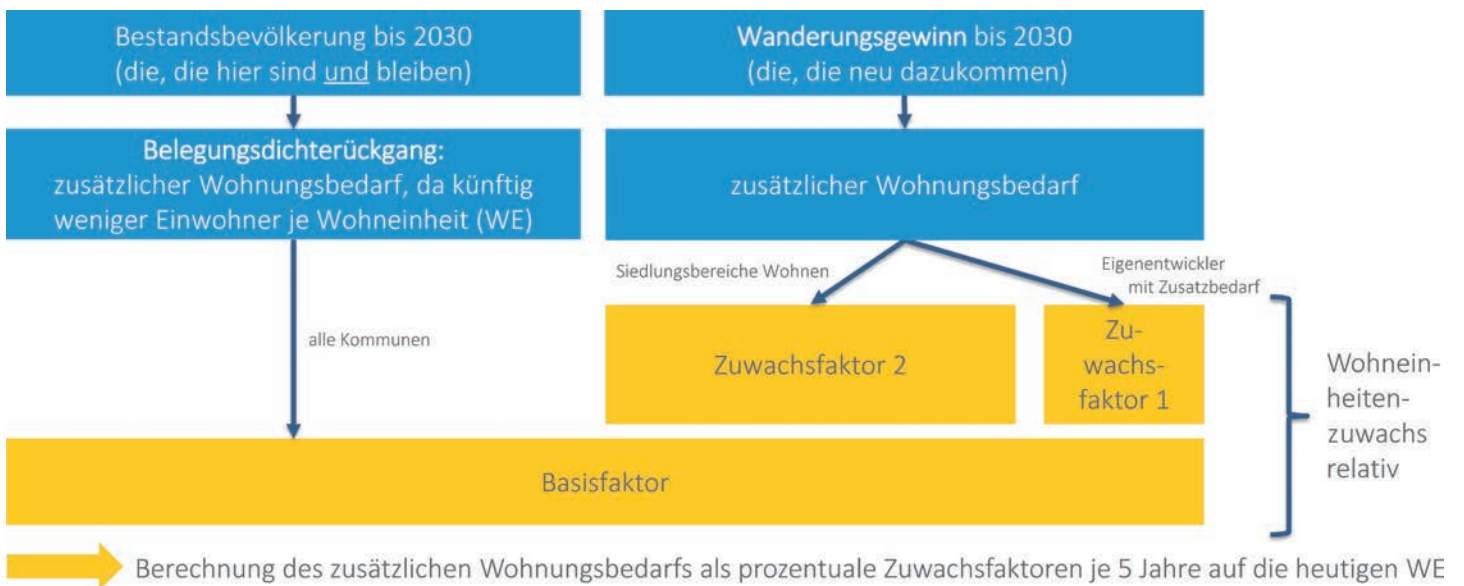 Bestandsbevölkerung bis 2030
(die, die hier sind und bleiben)
Wanderungsgewinn bis 2030
(die, die neu dazukommen)
Belegungsdichterückgang:
zusätzlicher Wohnungsbedarf, da künftig
weniger Einwohner je Wohneinheit (WE)
zusätzlicher Wohnungsbedarf
Siedlungsbereiche Wohnen
Eigenentwickler
mit Zusatzbedarf
alle Kommunen
Zuwachsfaktor 2
Zu-
wachs-
faktor 1
Wohnein-
heiten-
zuwachs
relativ
Basisfaktor
Berechnung des zusätzlichen Wohnungsbedarfs als prozentuale Zuwachsfaktoren je 5 Jahre auf die heutigen WE